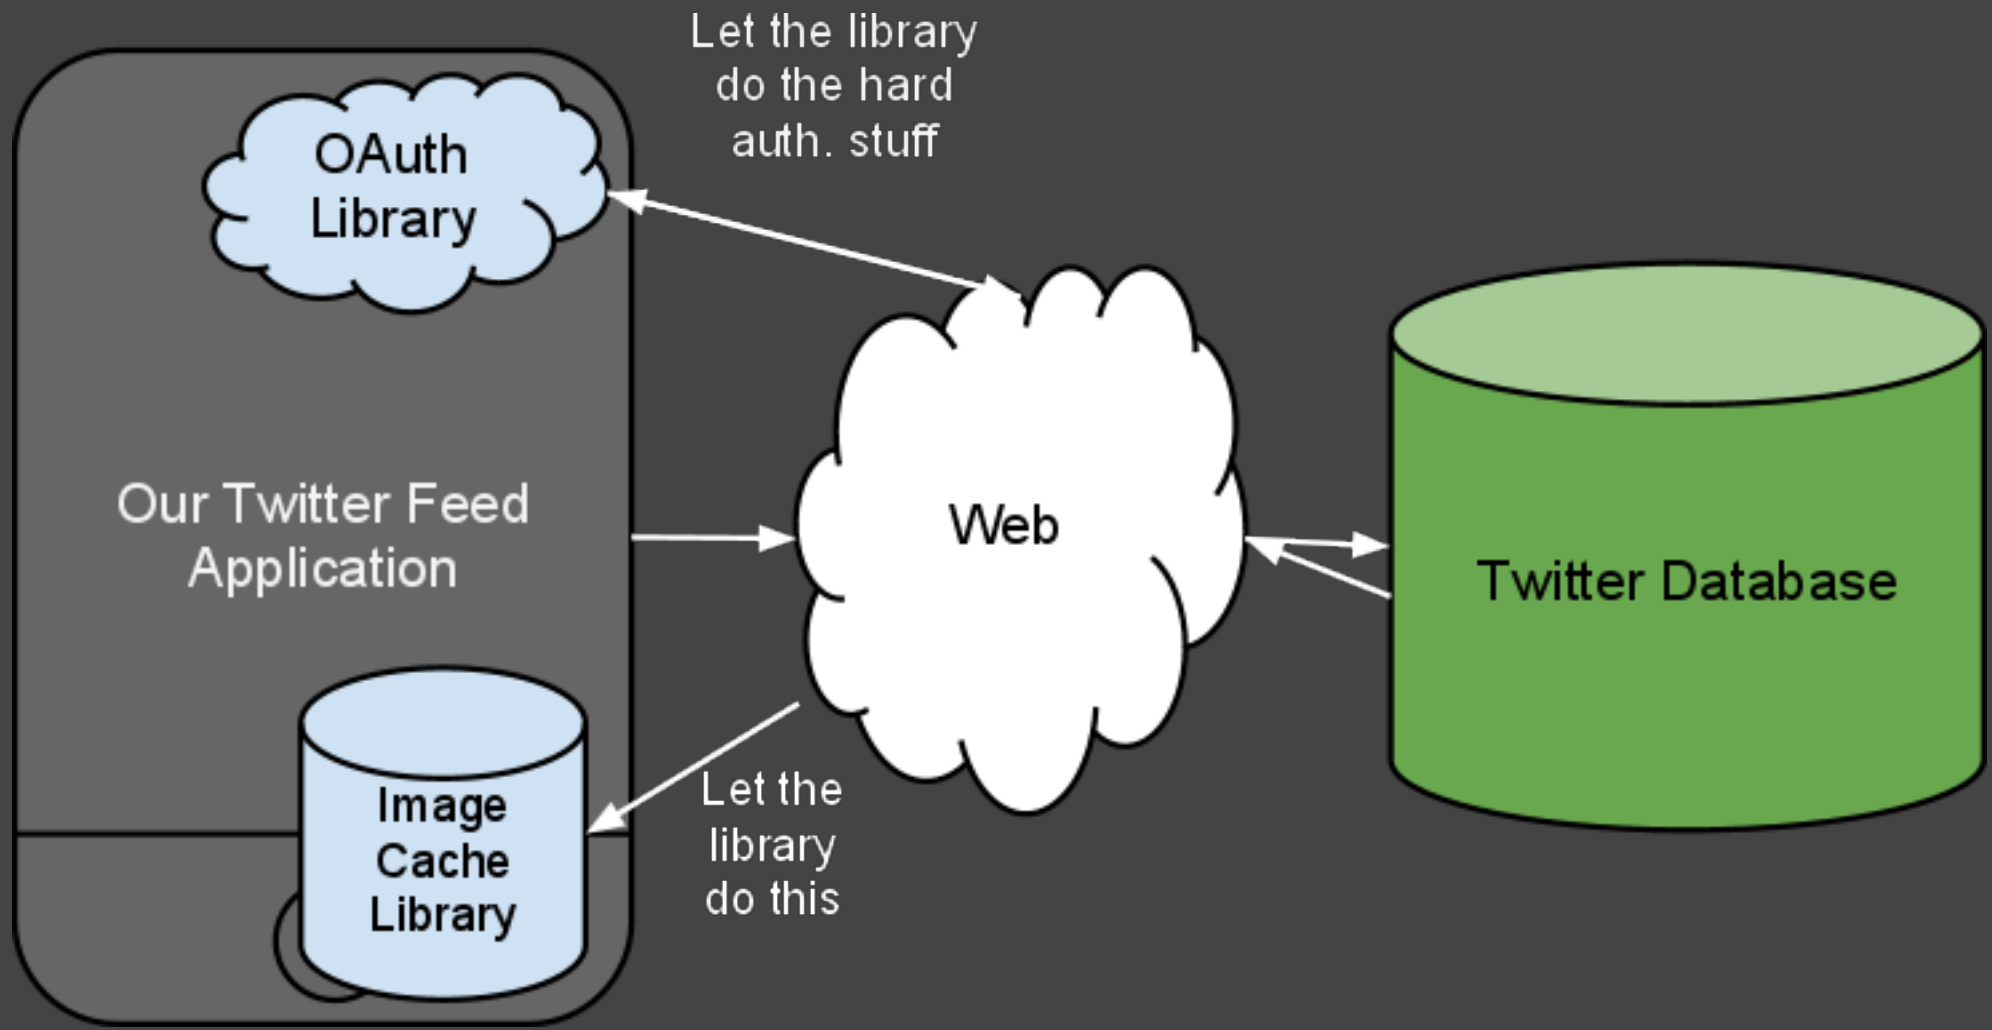 Let the library
do the hard
auth. stuff
OAuth
Library
Our Twitter Feed
Application
Web
Twitter Database
Image
Cache
Library
Let the
library
do this